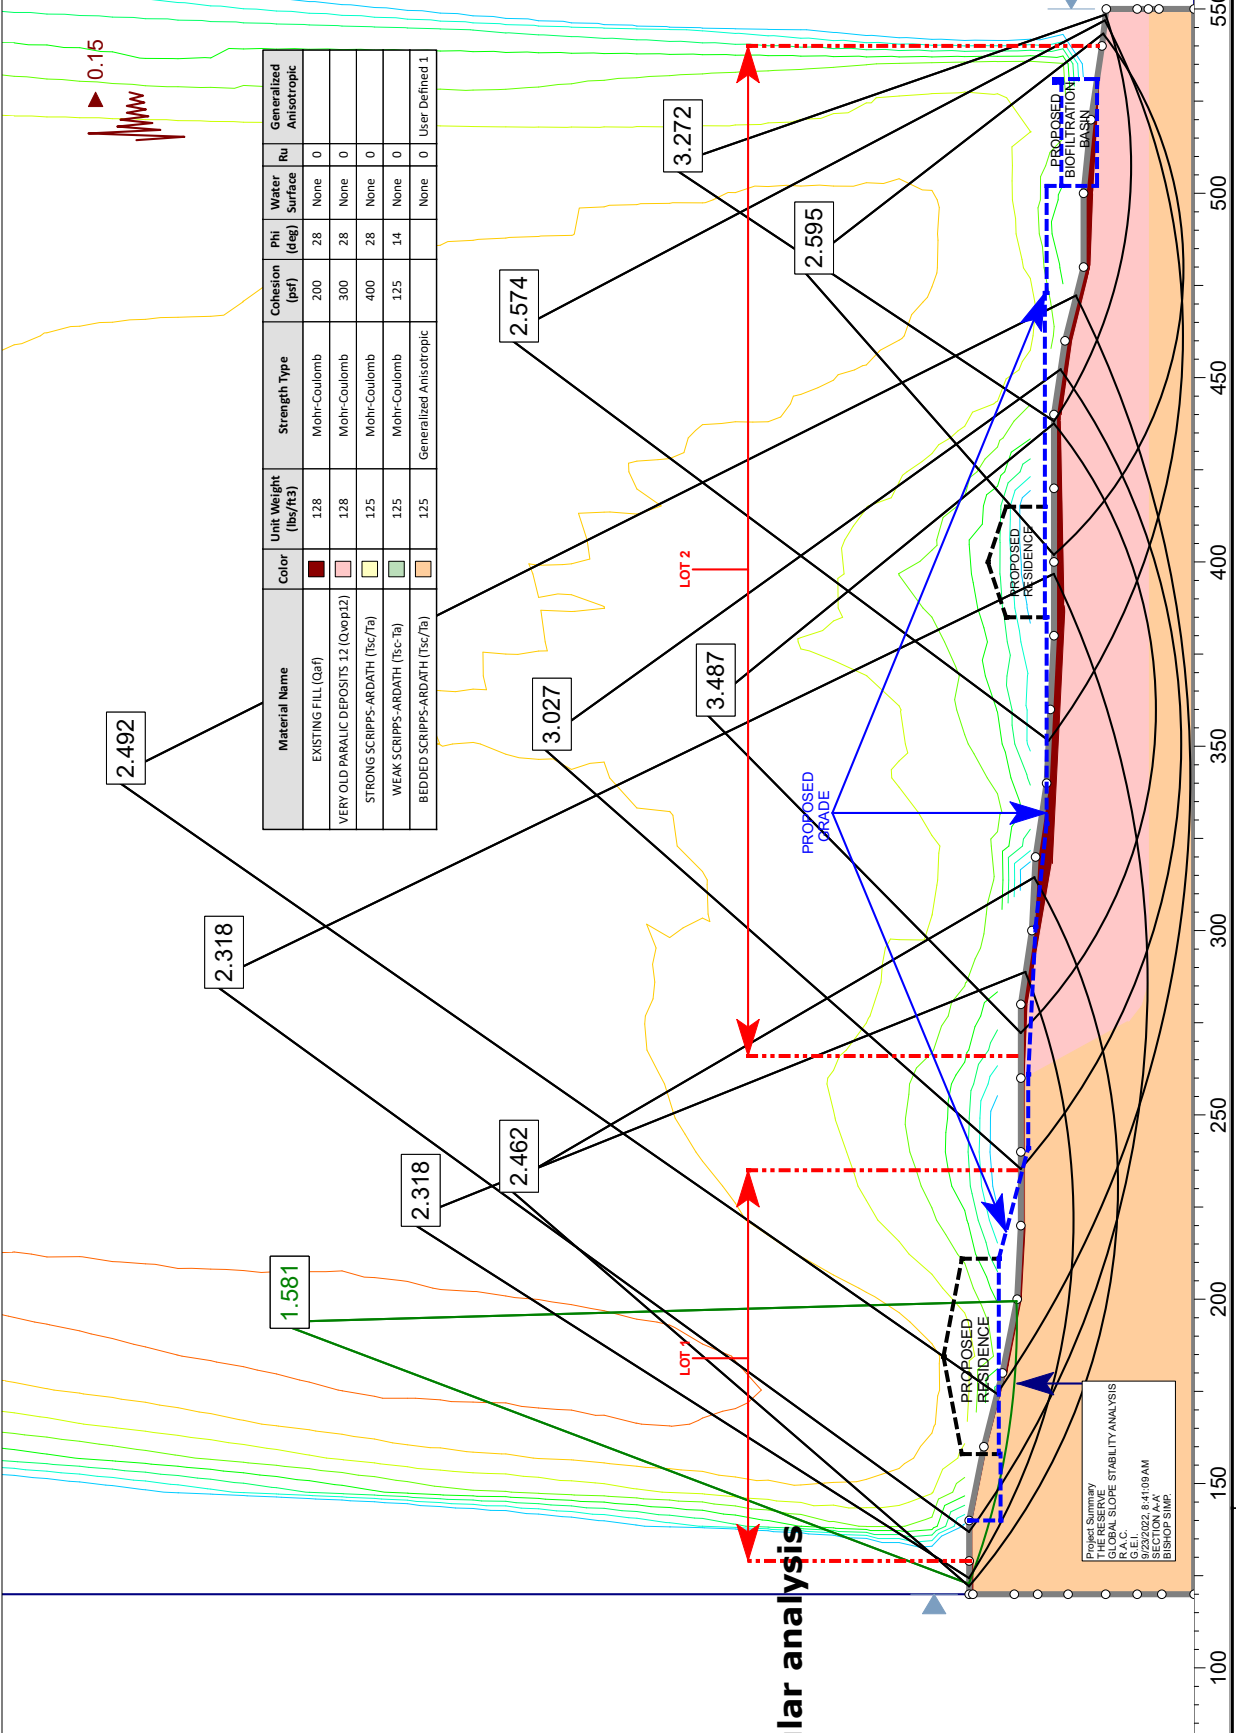 0.15
Material Name Color Unit Weight (lbs/ft3) Strength Type Cohesion (psf) Phi (deg) Water Surface Ru Generalized Anisotropic
EXISTING FILL (Qaf) 128 Mohr-Coulomb 200 28 None 0
VERY OLD PARALIC DEPOSITS 12 (Qvop12) 128 Mohr-Coulomb 300 28 None 0
STRONG SCRIPPS-ARDATH (Tsc/Ta) 125 Mohr-Coulomb 400 28 None 0
WEAK SCRIPPS-ARDATH (Tsc-Ta) 125 Mohr-Coulomb 125 14 None 0
BEDDED SCRIPPS-ARDATH (Tsc/Ta) 125 Generalized Anisotropic None 0 User Defined 1
2.492
2.318
1.581
2.318
2.462
3.027
2.574
3.487
3.272
2.595
LOT 1
LOT 2
PROPOSED
GRADE
PROPOSED
RESIDENCE
PROPOSED
RESIDENCE
PROPOSED
BIOFILTRATION
BASIN
lar analysis
Project Summary
THE RESERVE
GLOBAL SLOPE STABILITY ANALYSIS
R.A.C.
G.E.I.
9/23/2022, 8:41:09 AM
SECTION A-A'
BISHOP SIMP.
100 150 200 250 300 350 400 450 500 550